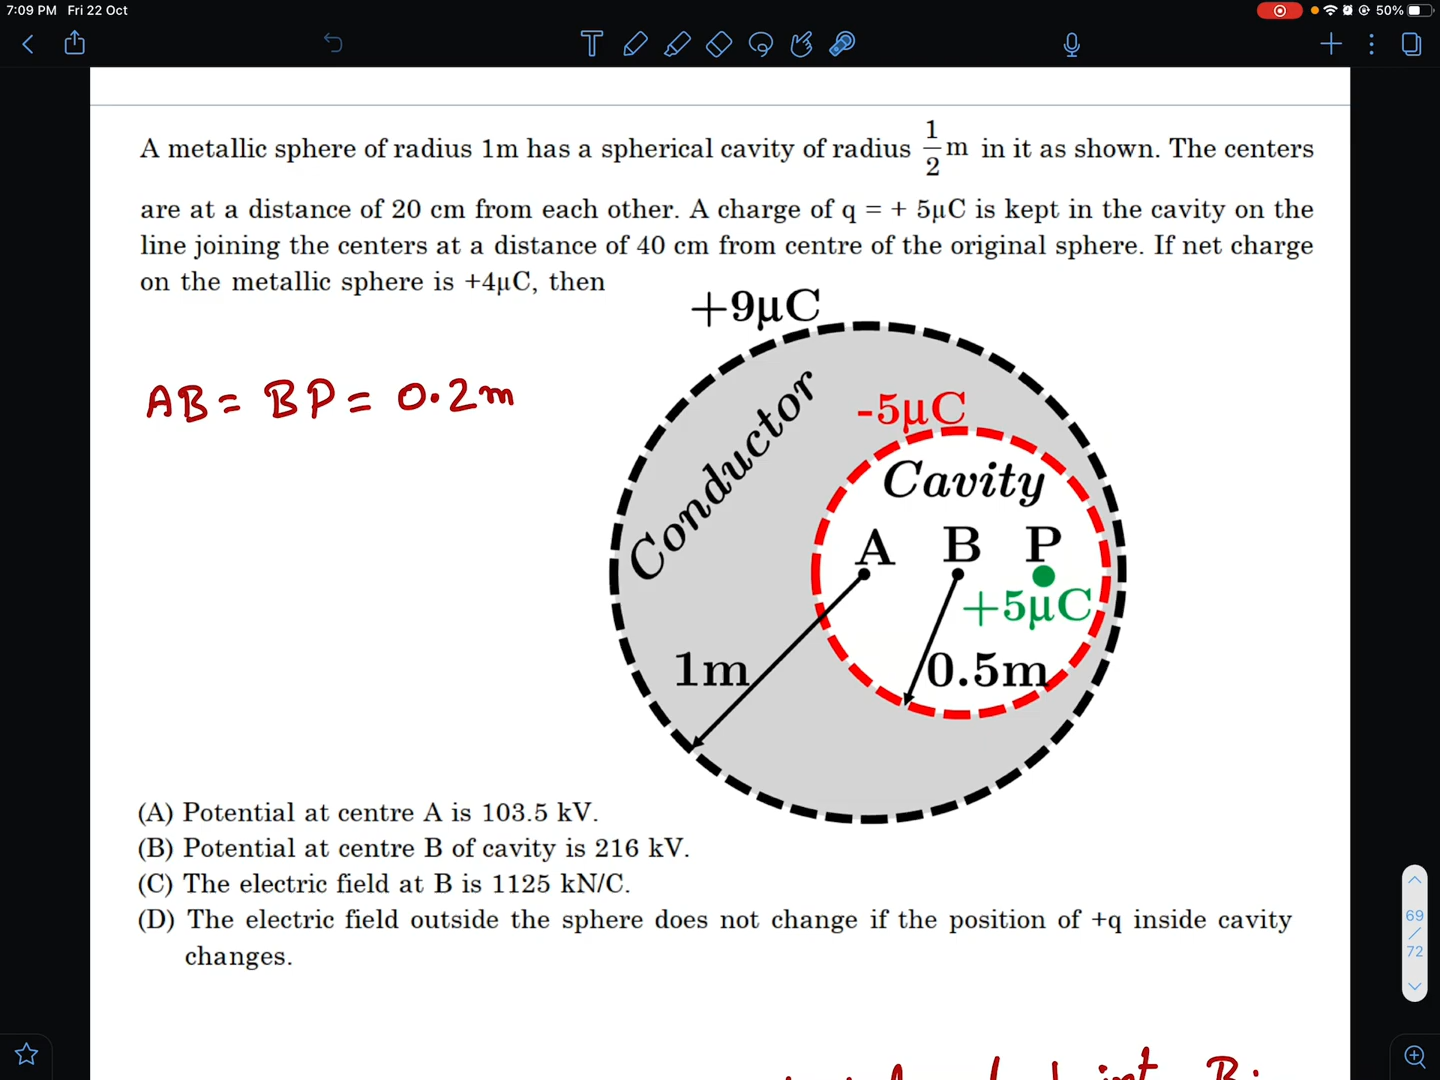 7:09 PM Fri 22 Oct
50%
T
A metallic sphere of radius 1m has a spherical cavity of radius 1/2 m in it as shown. The centers
are at a distance of 20 cm from each other. A charge of q = + 5μC is kept in the cavity on the
line joining the centers at a distance of 40 cm from centre of the original sphere. If net charge
on the metallic sphere is +4μC, then
+9μC
Conductor
-5μC
AB = BP = 0.2m
Cavity
A B P
+5μC
1m
0.5m
(A) Potential at centre A is 103.5 kV.
(B) Potential at centre B of cavity is 216 kV.
(C) The electric field at B is 1125 kN/C.
(D) The electric field outside the sphere does not change if the position of +q inside cavity
changes.
69
/
72